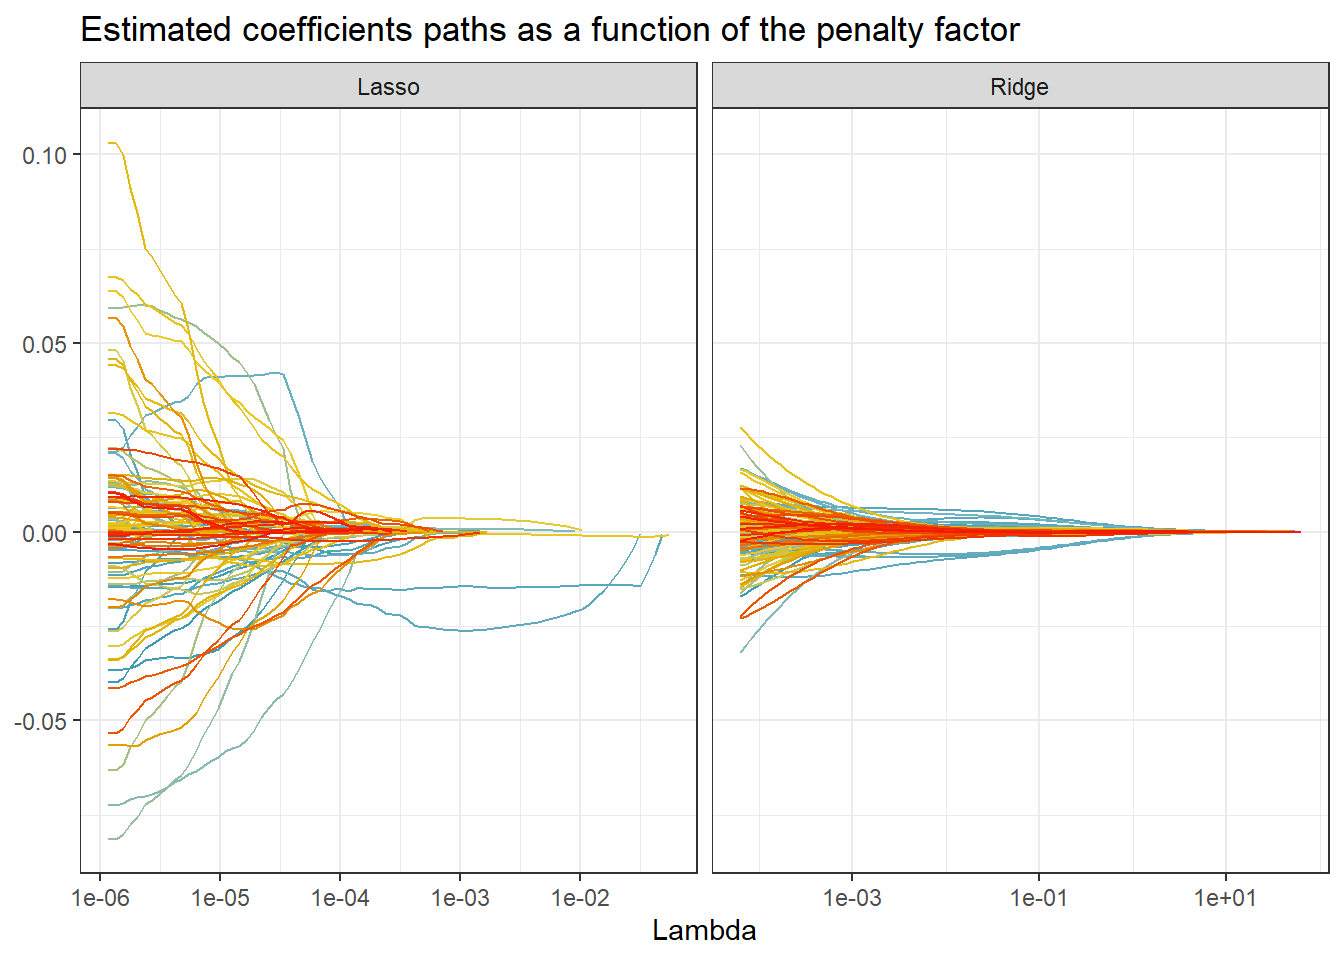 Estimated coefficients paths as a function of the penalty factor
Lasso
Ridge
0.10
0.05
0.00
-0.05
1e-06
1e-05
1e-04
1e-03
1e-02
1e-03
1e-01
1e+01
Lambda